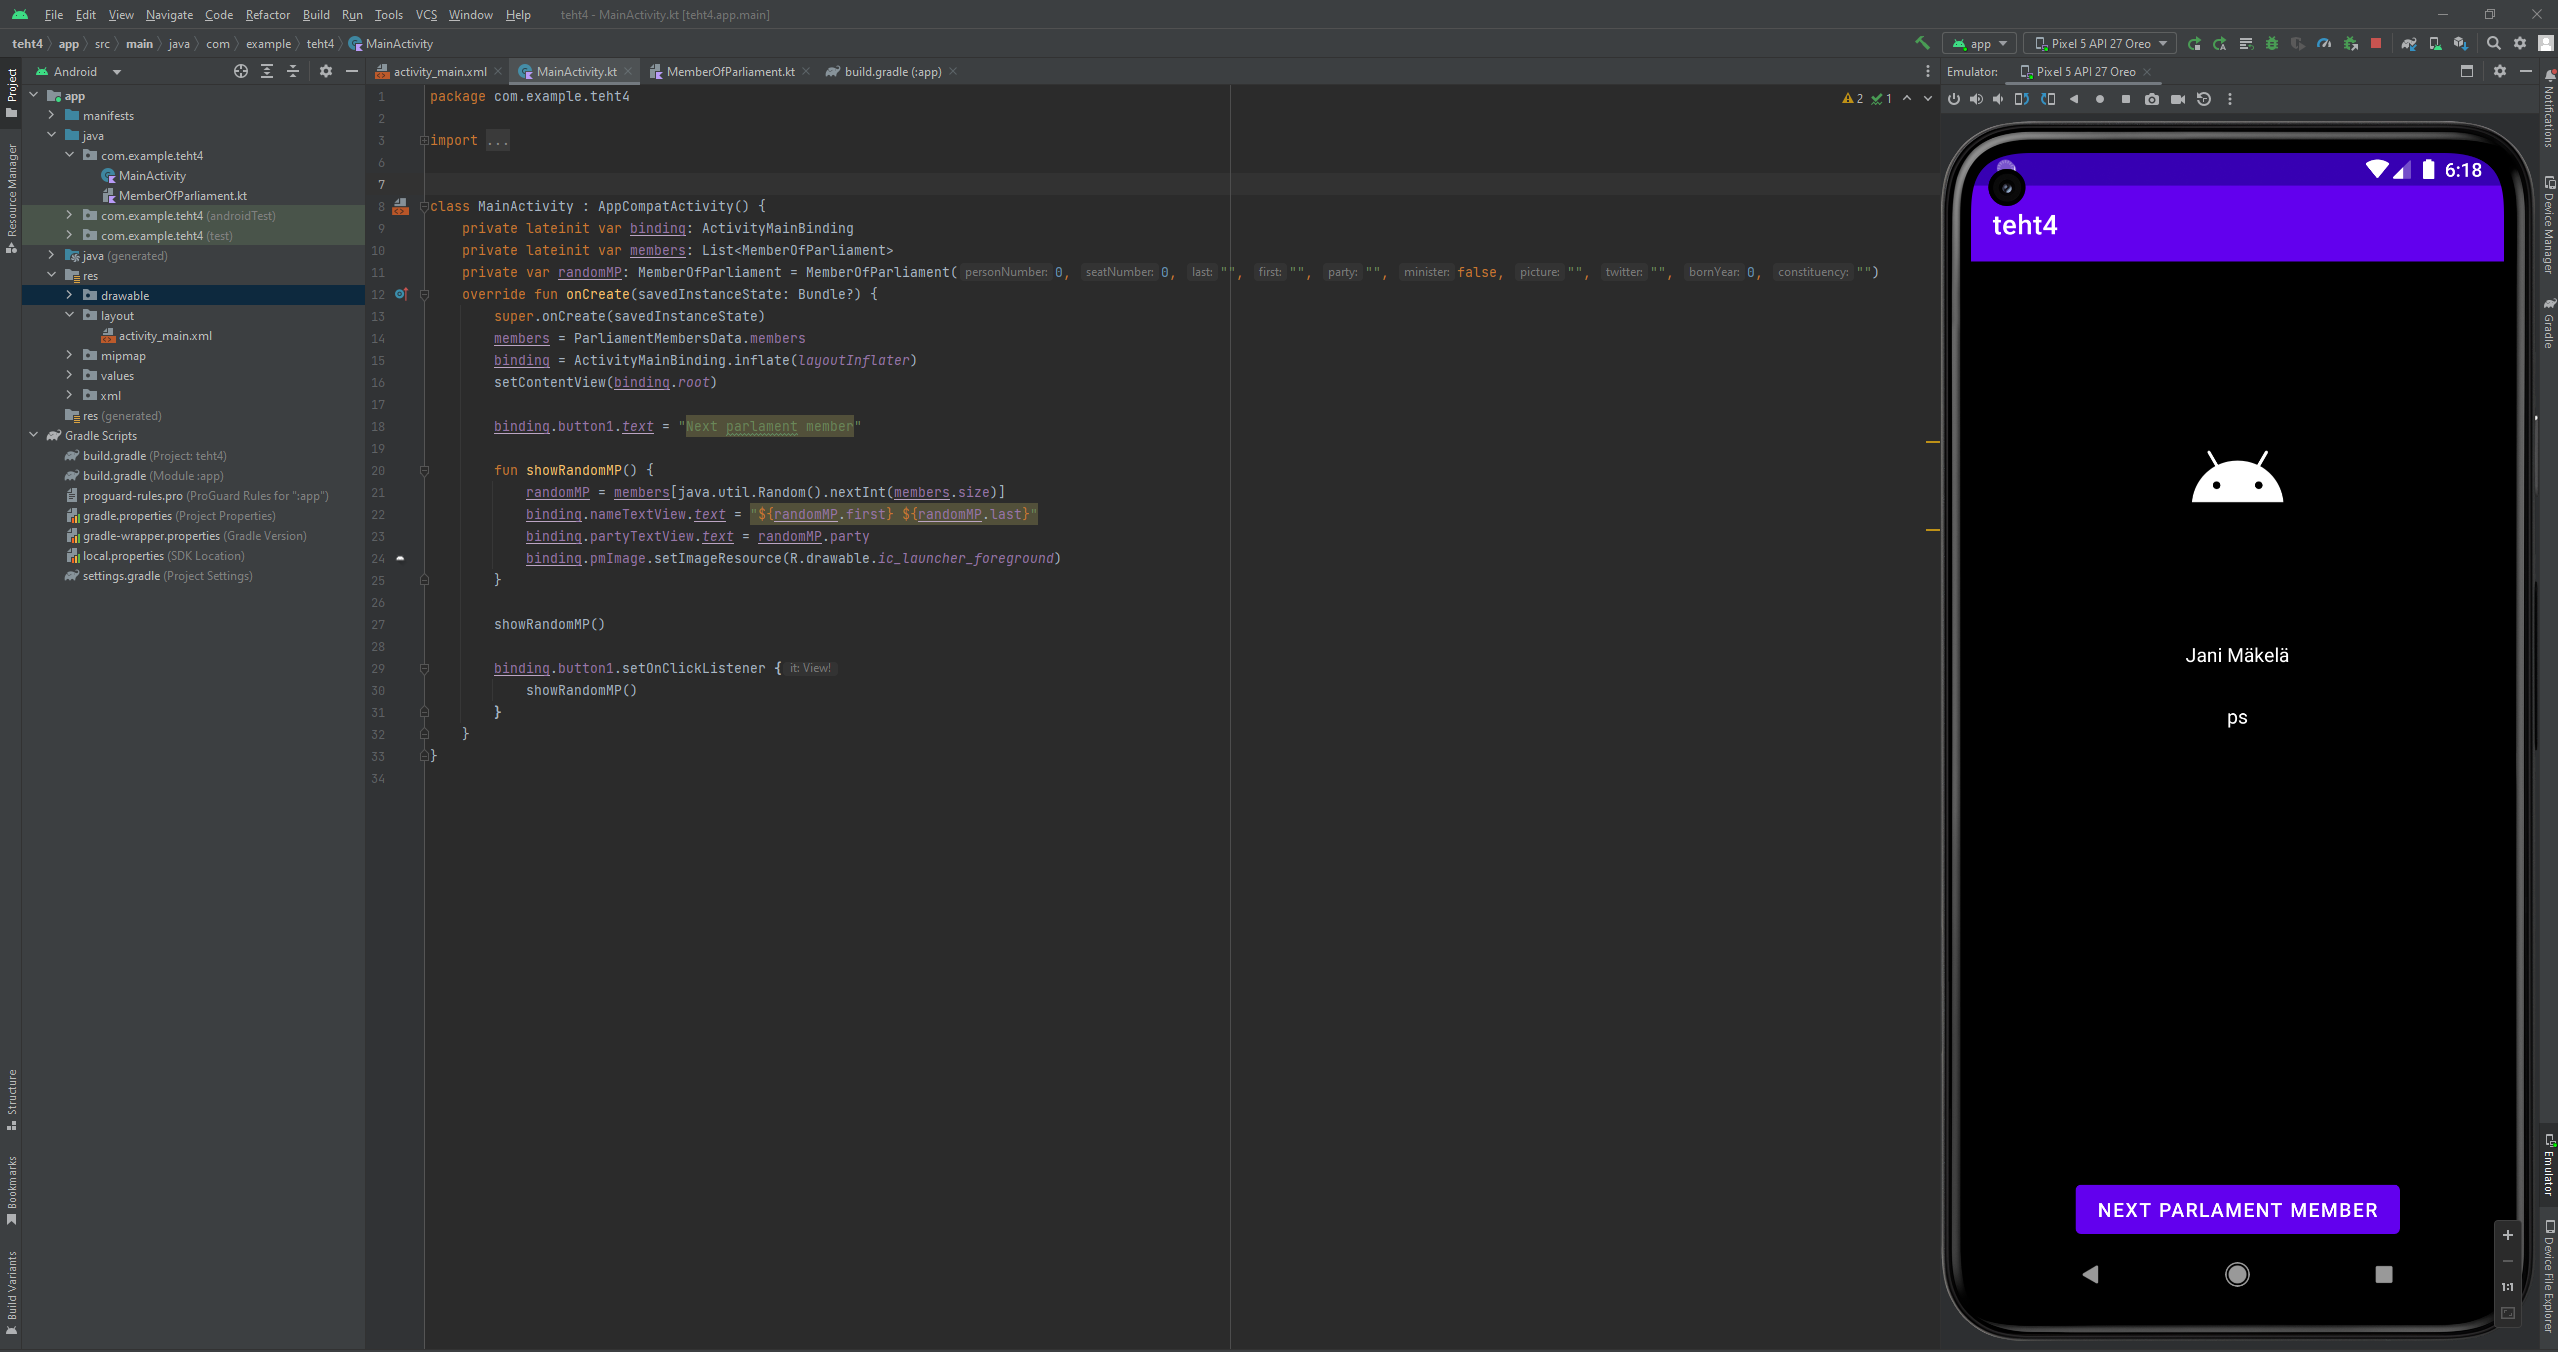 File Edit View Navigate Code Refactor Build Run Tools VCS Window Help teht4 - MainActivity.kt [teht4.app.main]
teht4 app src main java com example teht4 MainActivity
app Pixel 5 API 27 Oreo
Android
activity_main.xml MainActivity.kt MemberOfParliament.kt build.gradle (:app)
Emulator: Pixel 5 API 27 Oreo
Project
Resource Manager
Structure
Bookmarks
Build Variants
app
manifests
java
com.example.teht4
MainActivity
MemberOfParliament.kt
com.example.teht4 (androidTest)
com.example.teht4 (test)
java (generated)
res
drawable
layout
activity_main.xml
mipmap
values
xml
res (generated)
Gradle Scripts
build.gradle (Project: teht4)
build.gradle (Module :app)
proguard-rules.pro (ProGuard Rules for ":app")
gradle.properties (Project Properties)
gradle-wrapper.properties (Gradle Version)
local.properties (SDK Location)
settings.gradle (Project Settings)
2 1
1 package com.example.teht4
2
3 import ...
6
7
8 class MainActivity : AppCompatActivity() {
9 private lateinit var binding: ActivityMainBinding
10 private lateinit var members: List<MemberOfParliament>
11 private var randomMP: MemberOfParliament = MemberOfParliament( personNumber: 0, seatNumber: 0, last: "", first: "", party: "", minister: false, picture: "", twitter: "", bornYear: 0, constituency: "")
12 override fun onCreate(savedInstanceState: Bundle?) {
13 super.onCreate(savedInstanceState)
14 members = ParliamentMembersData.members
15 binding = ActivityMainBinding.inflate(layoutInflater)
16 setContentView(binding.root)
17
18 binding.button1.text = "Next parlament member"
19
20 fun showRandomMP() {
21 randomMP = members[java.util.Random().nextInt(members.size)]
22 binding.nameTextView.text = "${randomMP.first} ${randomMP.last}"
23 binding.partyTextView.text = randomMP.party
24 binding.pmImage.setImageResource(R.drawable.ic_launcher_foreground)
25 }
26
27 showRandomMP()
28
29 binding.button1.setOnClickListener { it: View!
30 showRandomMP()
31 }
32 }
33 }
34
6:18
teht4
Jani Mäkelä
ps
NEXT PARLAMENT MEMBER
1:1
Notifications
Device Manager
Gradle
Emulator
Device File Explorer